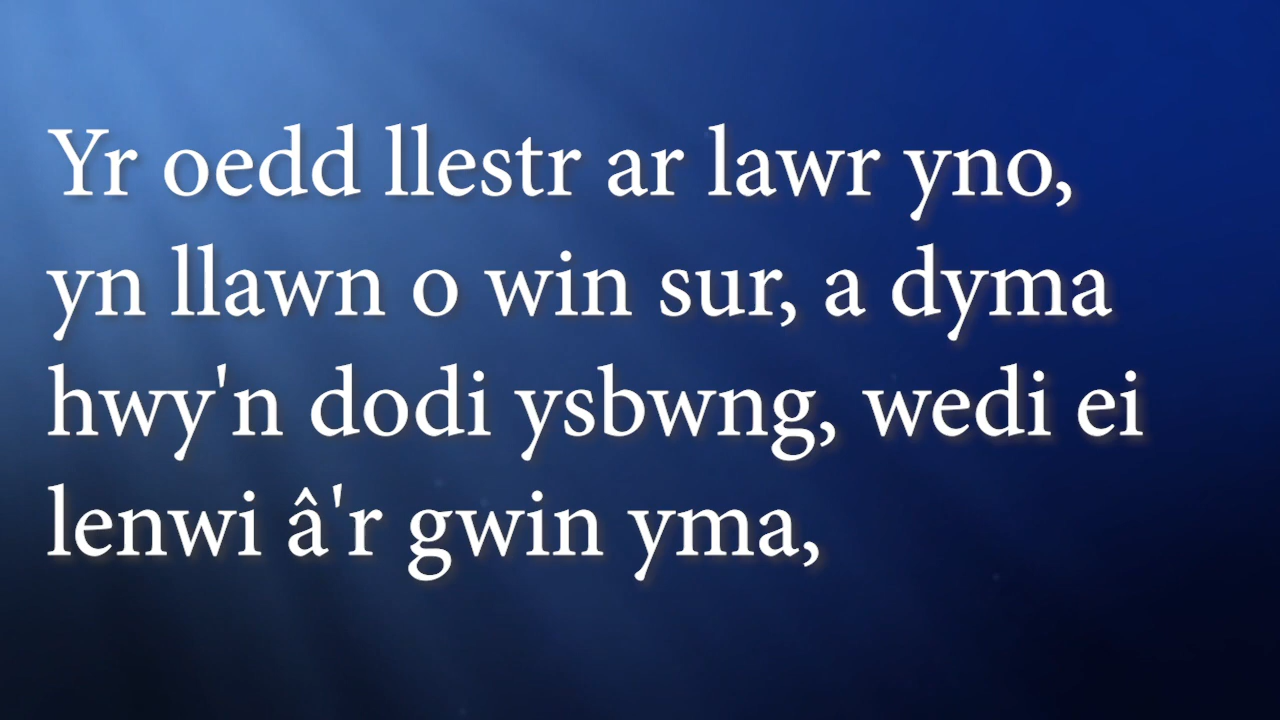 Yr oedd llestr ar lawr yno,
yn llawn o win sur, a dyma
hwy'n dodi ysbwng, wedi ei
lenwi â'r gwin yma,